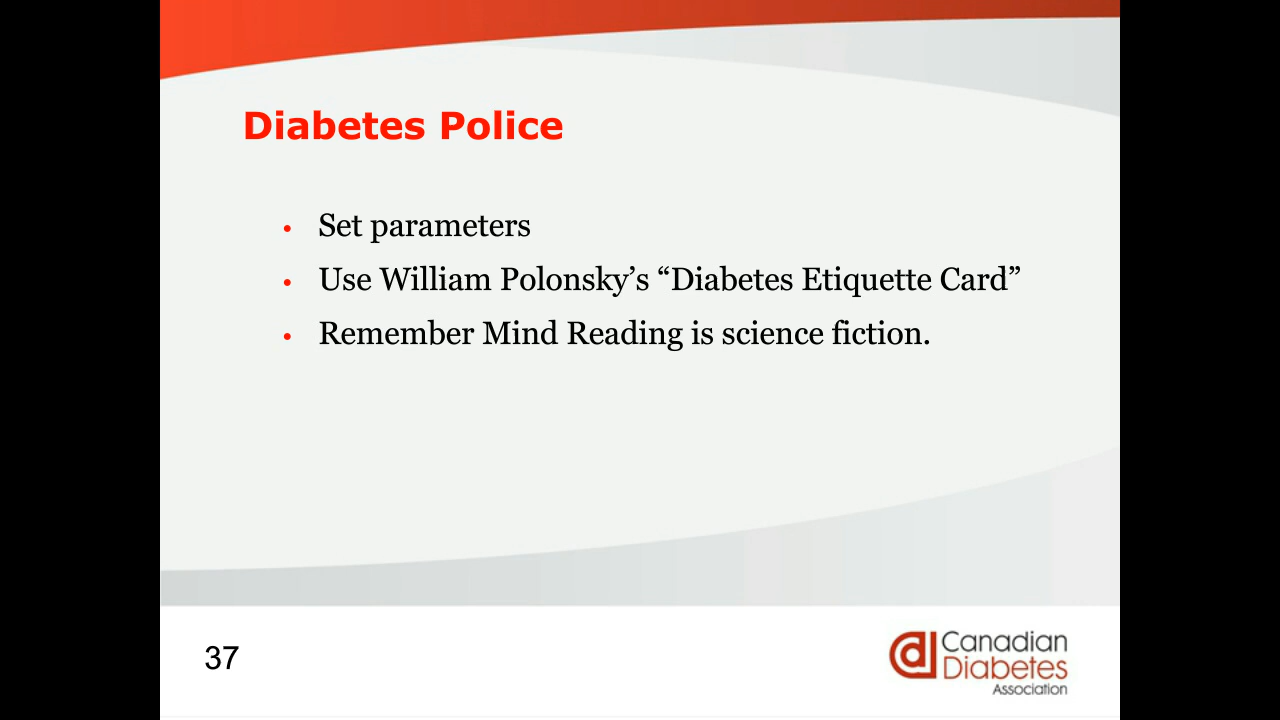 Diabetes Police
• Set parameters
• Use William Polonsky’s “Diabetes Etiquette Card”
• Remember Mind Reading is science fiction.
37
Canadian
Diabetes
Association